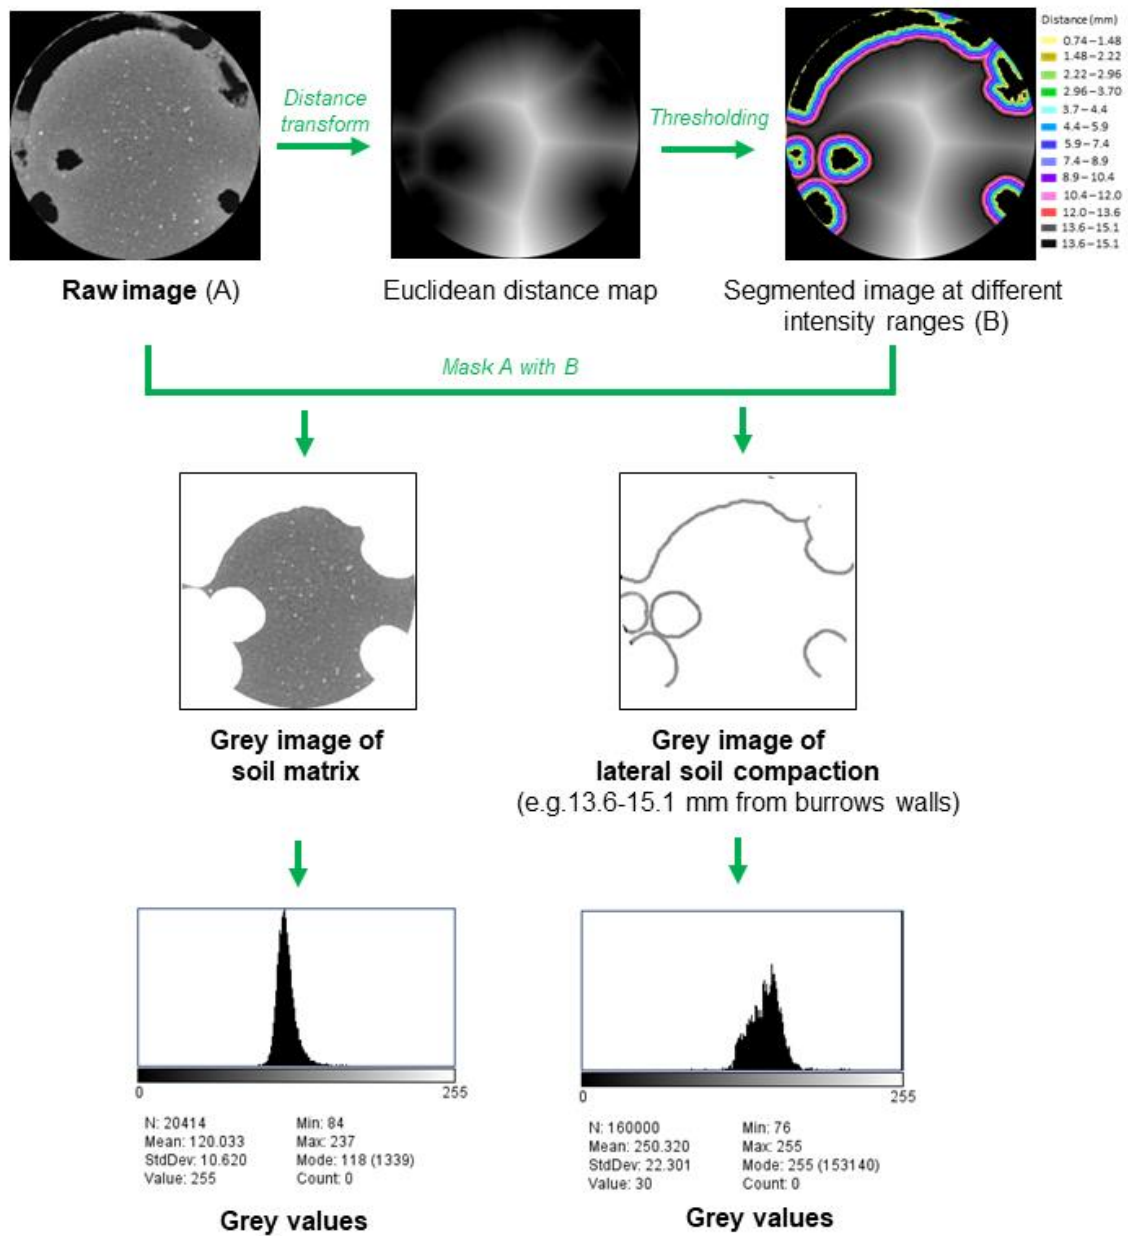 Distance (mm)
0.74–1.48
1.48–2.22
2.22–2.96
2.96–3.70
3.7–4.4
4.4–5.9
5.9–7.4
7.4–8.9
8.9–10.4
10.4–12.0
12.0–13.6
13.6–15.1
13.6–15.1
Distance
transform
Thresholding
Raw image (A)
Euclidean distance map
Segmented image at different
intensity ranges (B)
Mask A with B
Grey image of
soil matrix
Grey image of
lateral soil compaction
(e.g.13.6-15.1 mm from burrows walls)
0 255
N: 20414 Min: 84
Mean: 120.033 Max: 237
StdDev: 10.620 Mode: 118 (1339)
Value: 255 Count: 0
Grey values
0 255
N: 160000 Min: 76
Mean: 250.320 Max: 255
StdDev: 22.301 Mode: 255 (153140)
Value: 30 Count: 0
Grey values